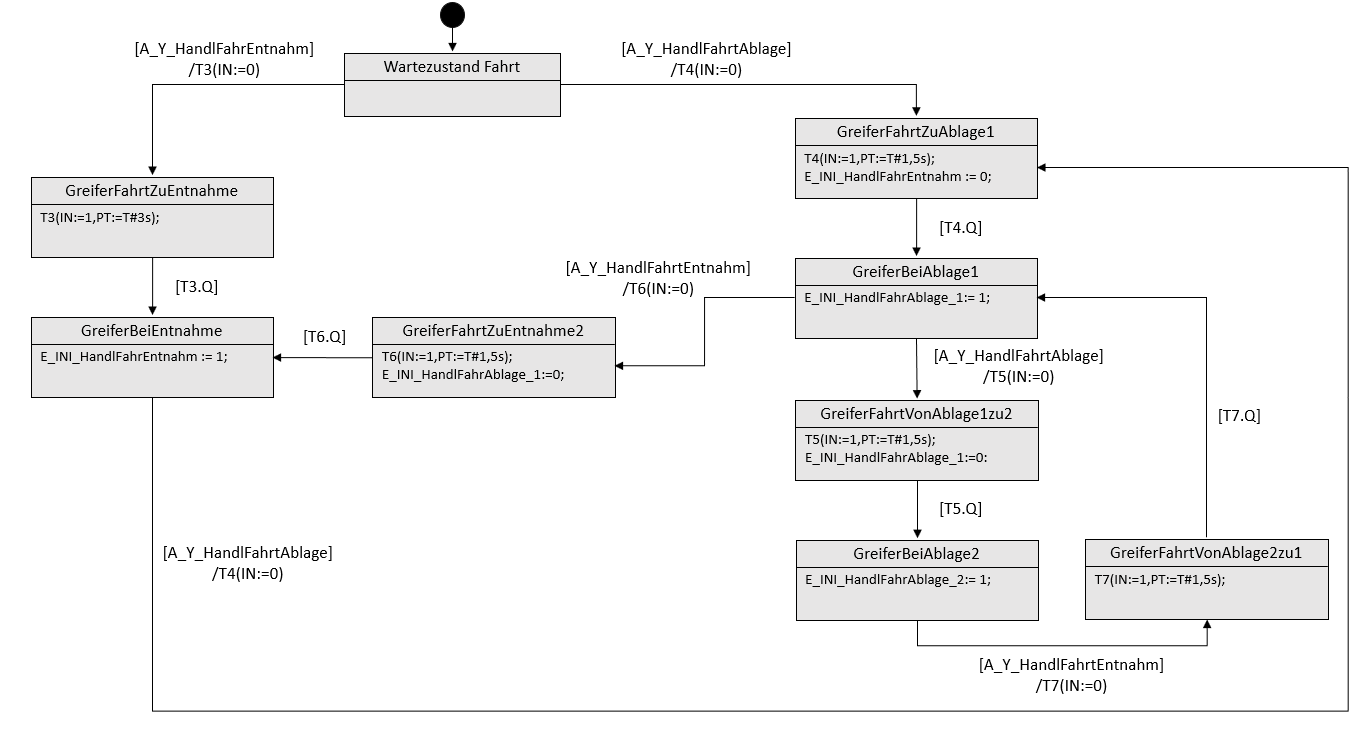 [A_Y_HandlFahrEntnahm]
/T3(IN:=0)
Wartezustand Fahrt
[A_Y_HandlFahrtAblage]
/T4(IN:=0)
GreiferFahrtZuAblage1
T4(IN:=1,PT:=T#1,5s);
E_INI_HandlFahrEntnahm := 0;
GreiferFahrtZuEntnahme
T3(IN:=1,PT:=T#3s);
[T4.Q]
[T3.Q]
[A_Y_HandlFahrtEntnahm]
/T6(IN:=0)
GreiferBeiAblage1
E_INI_HandlFahrAblage_1:= 1;
GreiferBeiEntnahme
E_INI_HandlFahrEntnahm := 1;
[T6.Q]
GreiferFahrtZuEntnahme2
T6(IN:=1,PT:=T#1,5s);
E_INI_HandlFahrAblage_1:=0;
[A_Y_HandlFahrtAblage]
/T5(IN:=0)
GreiferFahrtVonAblage1zu2
T5(IN:=1,PT:=T#1,5s);
E_INI_HandlFahrAblage_1:=0:
[T7.Q]
[T5.Q]
[A_Y_HandlFahrtAblage]
/T4(IN:=0)
GreiferBeiAblage2
E_INI_HandlFahrAblage_2:= 1;
GreiferFahrtVonAblage2zu1
T7(IN:=1,PT:=T#1,5s);
[A_Y_HandlFahrtEntnahm]
/T7(IN:=0)